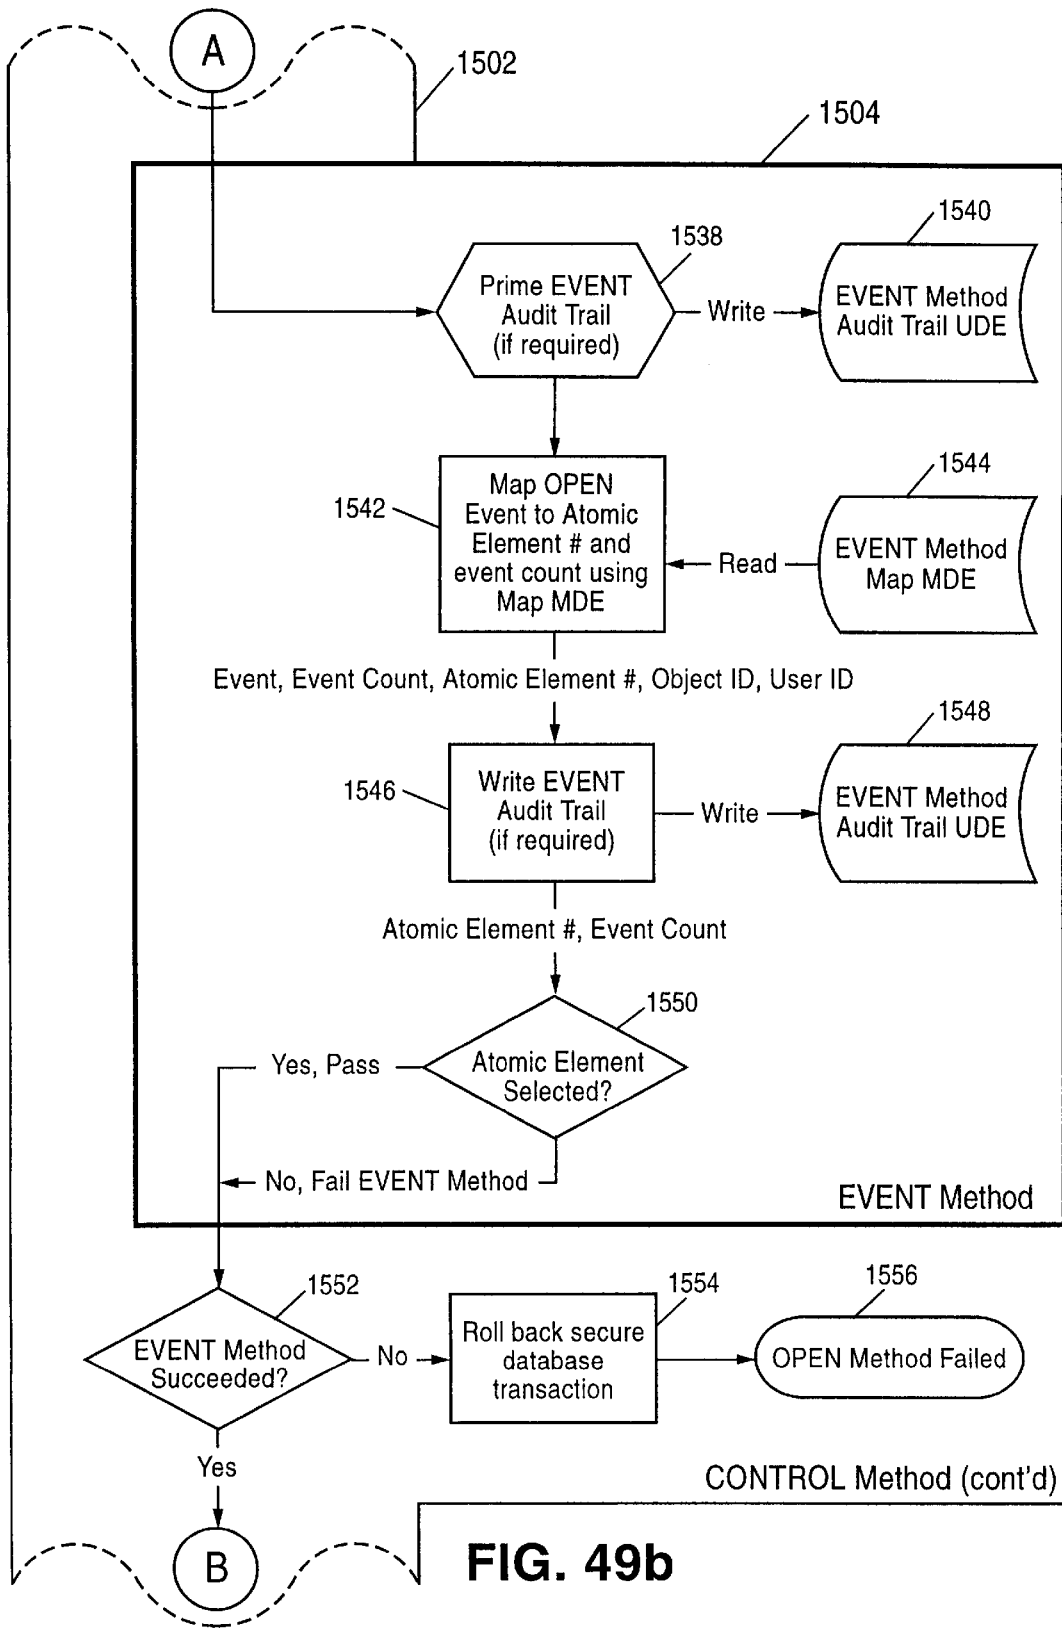 A
1502
1504
1540
1538
Prime EVENT
Audit Trail
(if required)
Write
EVENT Method
Audit Trail UDE
1544
1542
Map OPEN
Event to Atomic
Element # and
event count using
Map MDE
Read
EVENT Method
Map MDE
Event, Event Count, Atomic Element #, Object ID, User ID
1548
1546
Write EVENT
Audit Trail
(if required)
Write
EVENT Method
Audit Trail UDE
Atomic Element #, Event Count
1550
Atomic Element
Selected?
Yes, Pass
No, Fail EVENT Method
EVENT Method
1552
EVENT Method
Succeeded?
No
1554
Roll back secure
database
transaction
1556
OPEN Method Failed
Yes
CONTROL Method (cont'd)
B
FIG. 49b